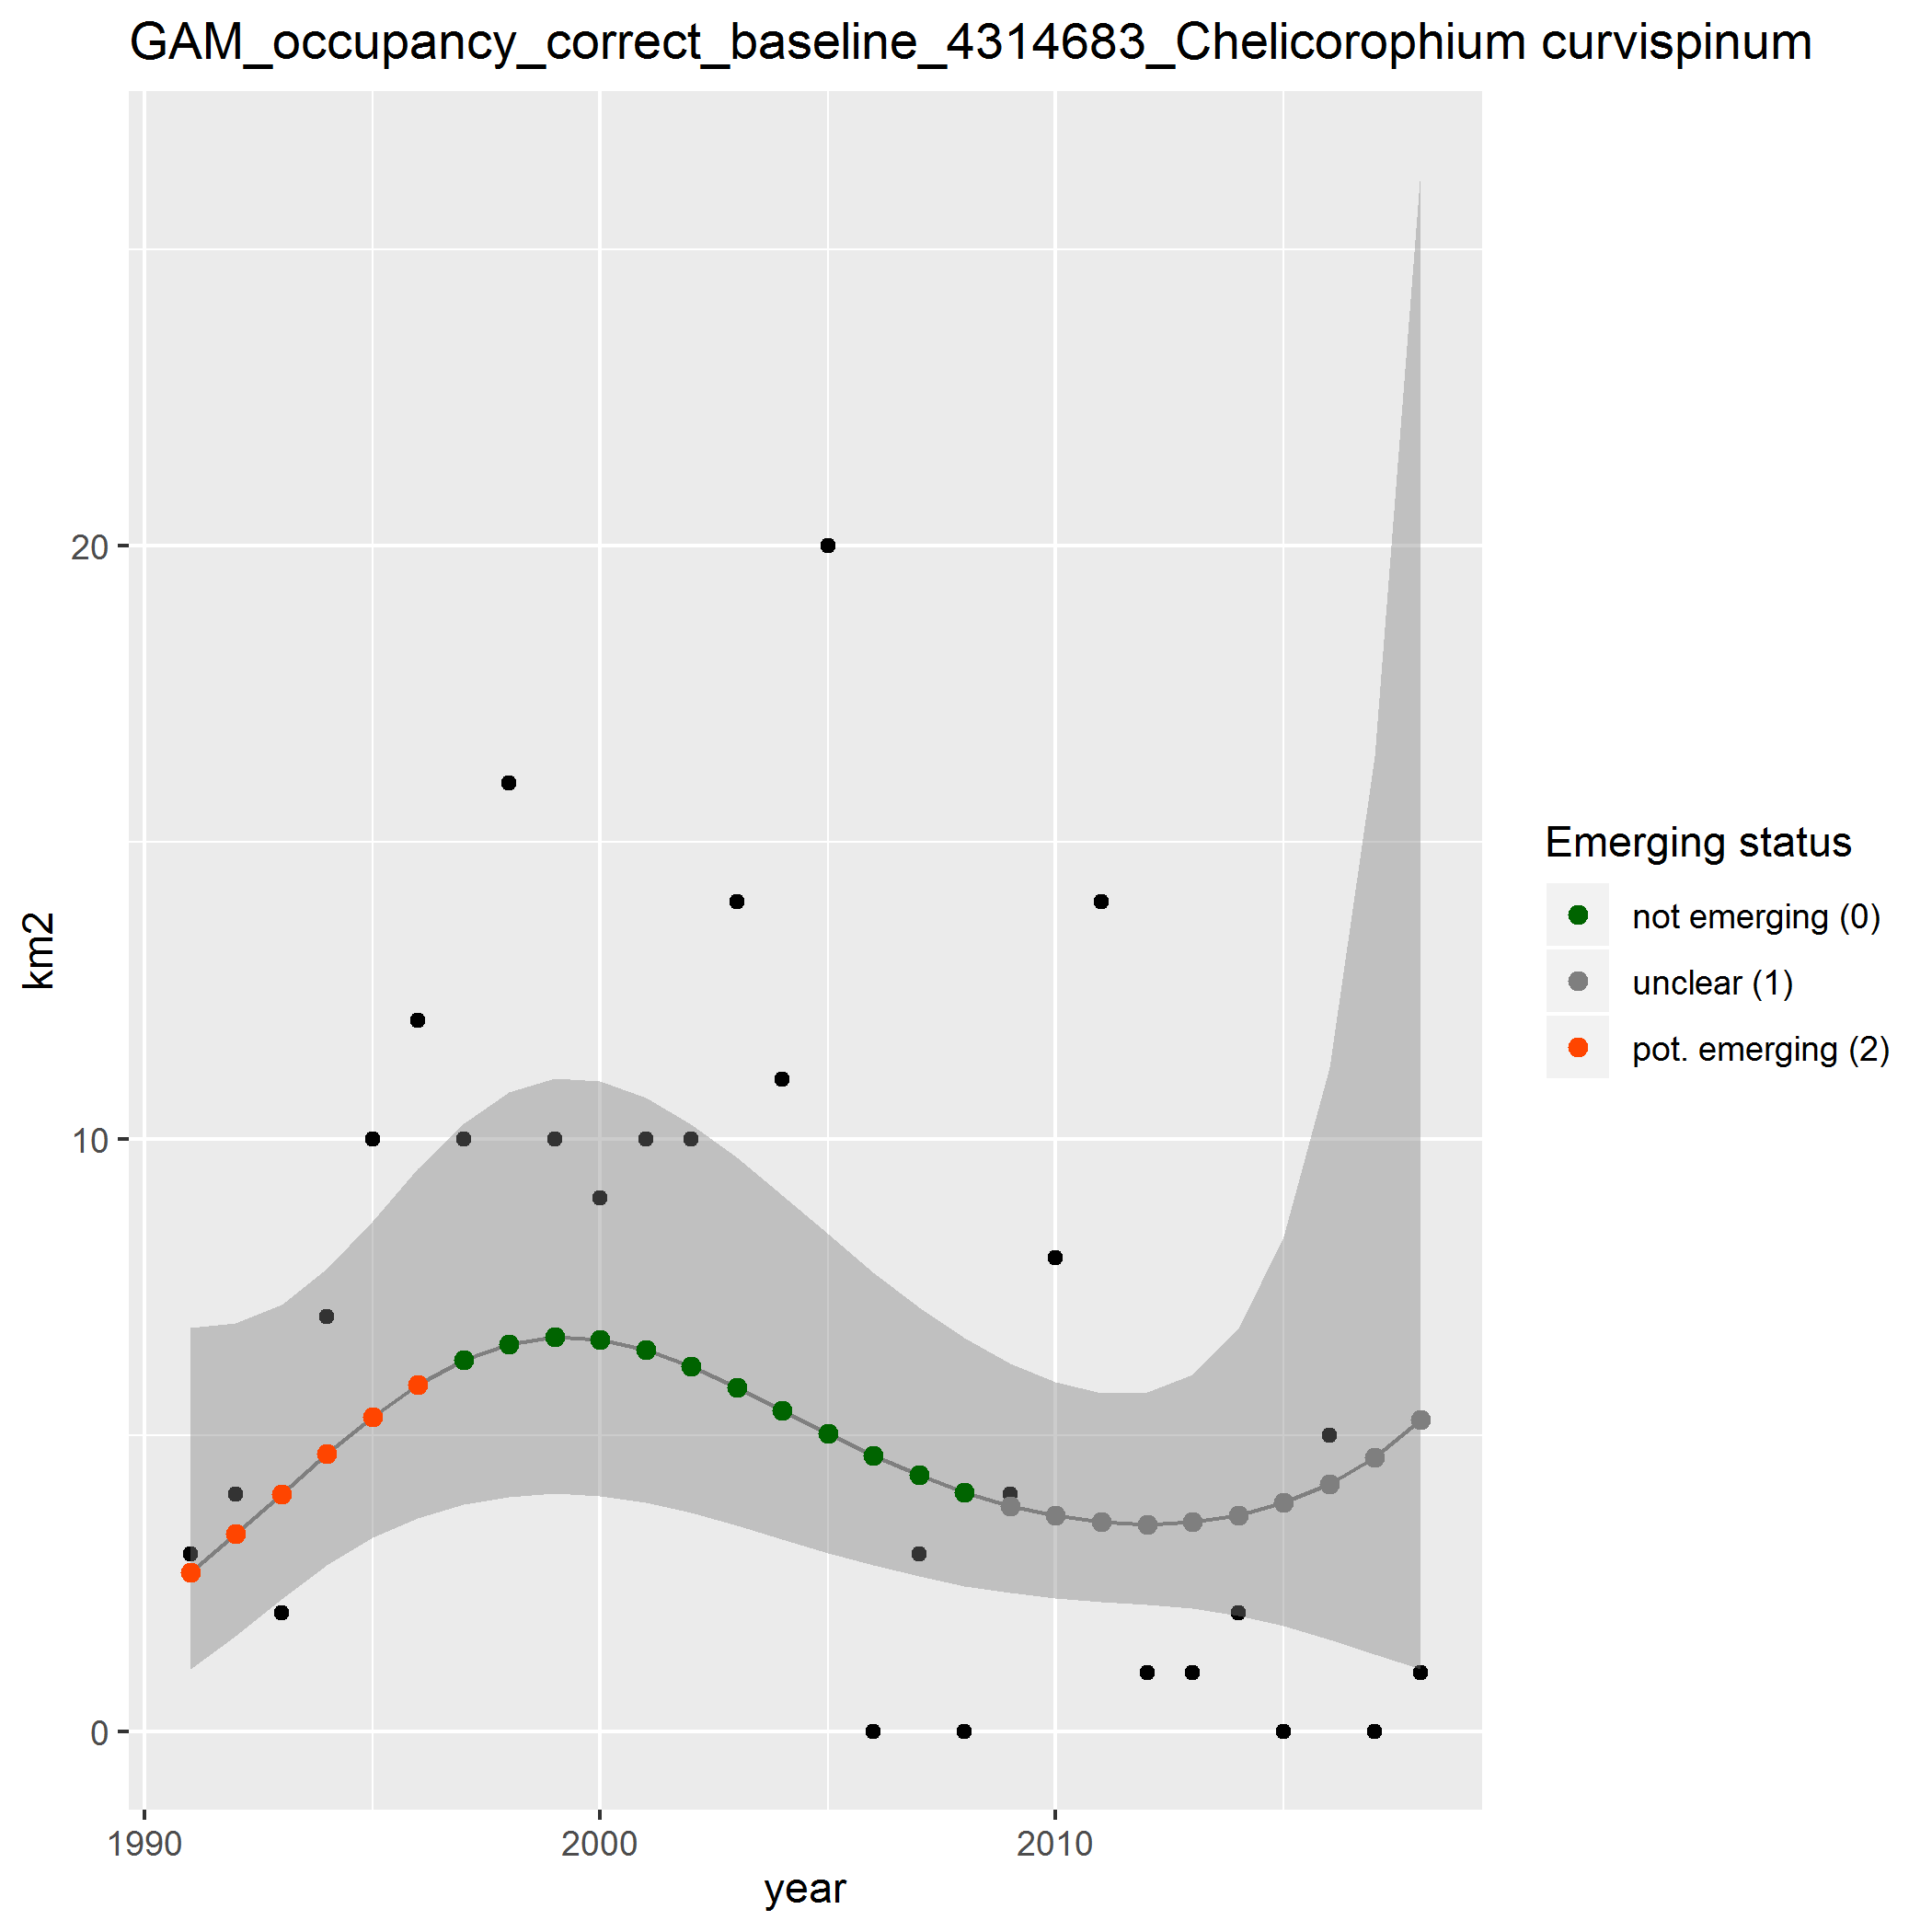 GAM_occupancy_correct_baseline_4314683_Chelicorophium curvispinum
km2
20
10
0
1990 2000 2010
year
Emerging status
not emerging (0)
unclear (1)
pot. emerging (2)